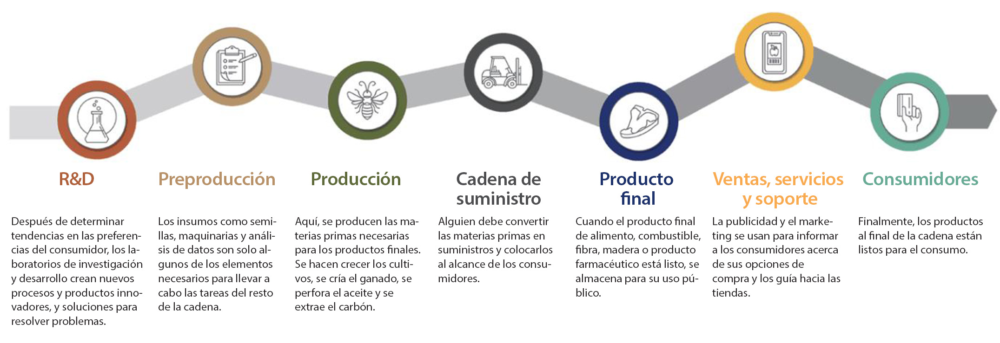 R&D
Después de determinar
tendencias en las preferen-
cias del consumidor, los la-
boratorios de investigación
y desarrollo crean nuevos
procesos y productos inno-
vadores, y soluciones para
resolver problemas.
Preproducción
Los insumos como semi-
llas, maquinarias y análi-
sis de datos son solo al-
gunos de los elementos
necesarios para llevar a
cabo las tareas del resto
de la cadena.
Producción
Aquí, se producen las ma-
terias primas necesarias
para los productos finales.
Se hacen crecer los culti-
vos, se cría el ganado, se
perfora el aceite y se
extrae el carbón.
Cadena de
suministro
Alguien debe convertir
las materias primas en
suministros y colocarlos
al alcance de los consu-
midores.
Producto
final
Cuando el producto final
de alimento, combustible,
fibra, madera o producto
farmacéutico está listo, se
almacena para su uso pú-
blico.
Ventas, servicios
y soporte
La publicidad y el marke-
ting se usan para informar
a los consumidores acerca
de sus opciones de
compra y los guía hacia las
tiendas.
Consumidores
Finalmente, los productos
al final de la cadena están
listos para el consumo.